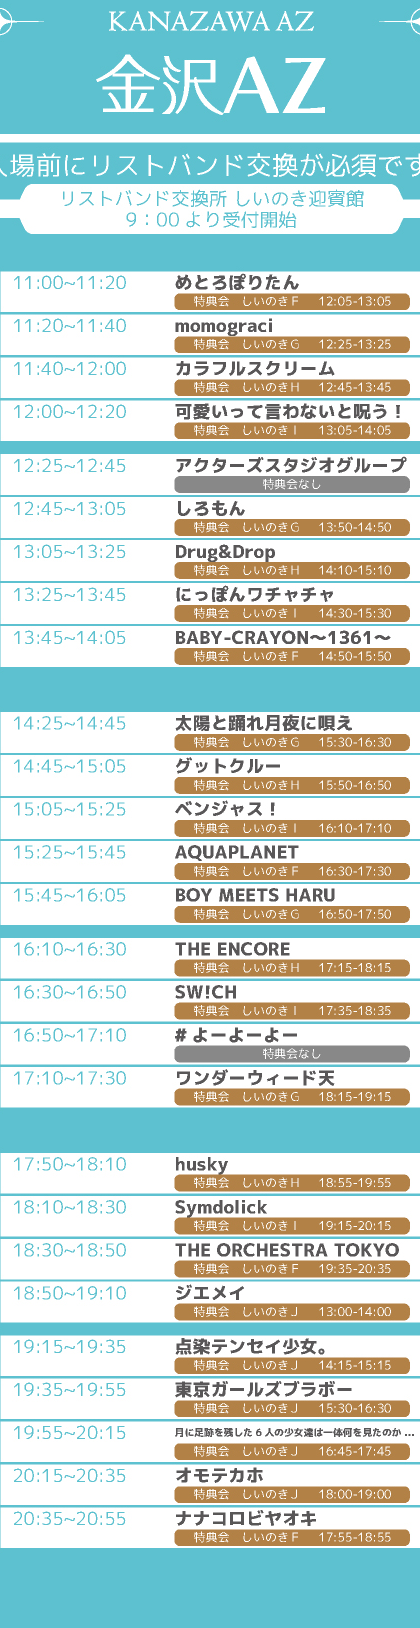 KANAZAWA AZ
金沢AZ
入場前にリストバンド交換が必須です
リストバンド交換所 しいのき迎賓館
9：00 より受付開始
11:00~11:20 めとろぽりたん
特典会 しいのきF 12:05-13:05
11:20~11:40 momograci
特典会 しいのきG 12:25-13:25
11:40~12:00 カラフルスクリーム
特典会 しいのきH 12:45-13:45
12:00~12:20 可愛いって言わないと呪う！
特典会 しいのきI 13:05-14:05
12:25~12:45 アクターズスタジオグループ
特典会なし
12:45~13:05 しろもん
特典会 しいのきG 13:50-14:50
13:05~13:25 Drug&Drop
特典会 しいのきH 14:10-15:10
13:25~13:45 にっぽんワチャチャ
特典会 しいのきI 14:30-15:30
13:45~14:05 BABY-CRAYON〜1361〜
特典会 しいのきF 14:50-15:50
14:25~14:45 太陽と踊れ月夜に唄え
特典会 しいのきG 15:30-16:30
14:45~15:05 グットクルー
特典会 しいのきH 15:50-16:50
15:05~15:25 ベンジャス！
特典会 しいのきI 16:10-17:10
15:25~15:45 AQUAPLANET
特典会 しいのきF 16:30-17:30
15:45~16:05 BOY MEETS HARU
特典会 しいのきG 16:50-17:50
16:10~16:30 THE ENCORE
特典会 しいのきH 17:15-18:15
16:30~16:50 SW!CH
特典会 しいのきI 17:35-18:35
16:50~17:10 # よーよーよー
特典会なし
17:10~17:30 ワンダーウィード天
特典会 しいのきG 18:15-19:15
17:50~18:10 husky
特典会 しいのきH 18:55-19:55
18:10~18:30 Symdolick
特典会 しいのきI 19:15-20:15
18:30~18:50 THE ORCHESTRA TOKYO
特典会 しいのきF 19:35-20:35
18:50~19:10 ジエメイ
特典会 しいのきJ 13:00-14:00
19:15~19:35 点染テンセイ少女。
特典会 しいのきJ 14:15-15:15
19:35~19:55 東京ガールズブラボー
特典会 しいのきJ 15:30-16:30
19:55~20:15 月に足跡を残した 6 人の少女達は一体何を見たのか ...
特典会 しいのきJ 16:45-17:45
20:15~20:35 オモテカホ
特典会 しいのきJ 18:00-19:00
20:35~20:55 ナナコロビヤオキ
特典会 しいのきF 17:55-18:55